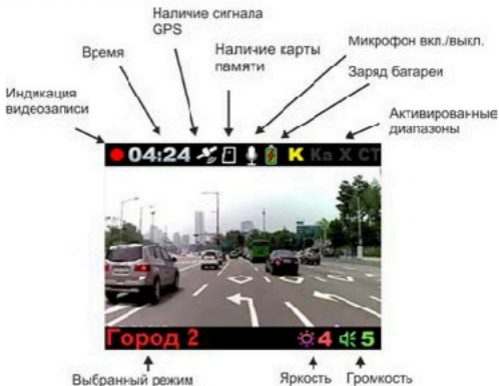 Наличие сигнала
GPS
Время
Наличие карты
памяти
Микрофон вкл./выкл.
Заряд батареи
Индикация
видеозаписи
Активированные
диапазоны
04:24 K Ka X СТ
Город 2
4 5
Выбранный режим
Яркость
Громкость